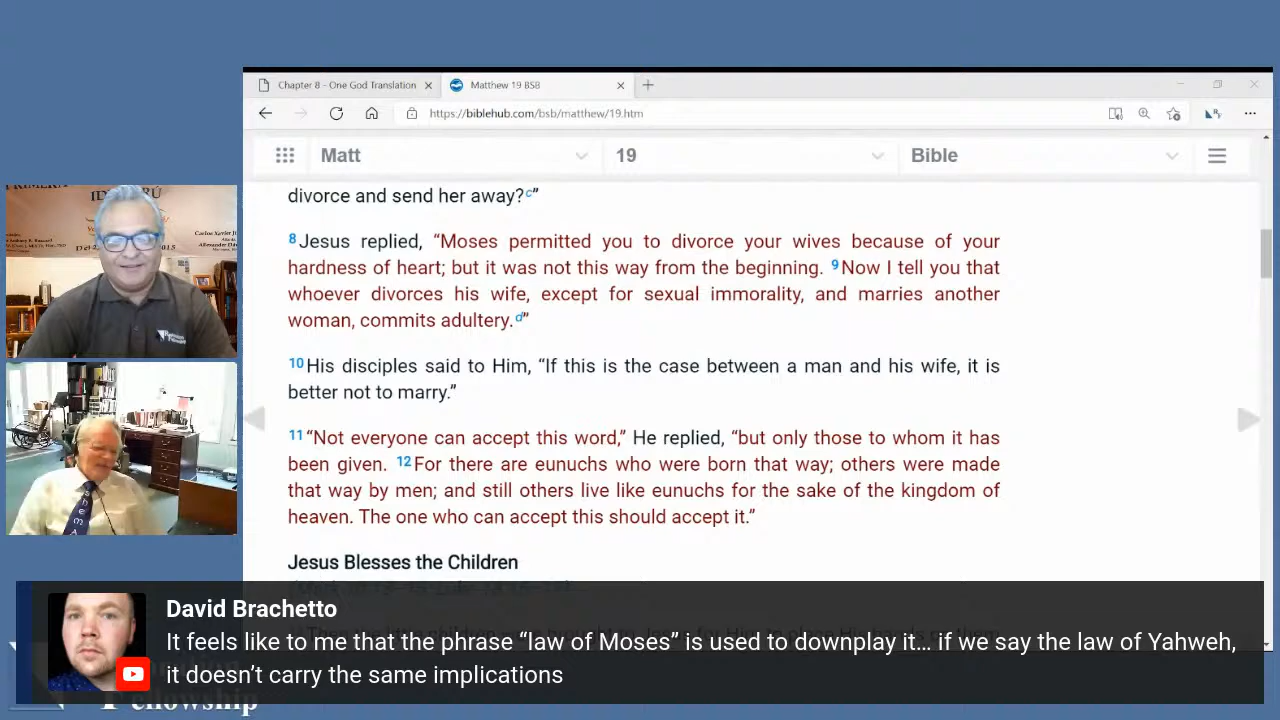 Chapter 8 - One God Translation
Matthew 19 BSB
https://biblehub.com/bsb/matthew/19.htm
Matt
19
Bible
divorce and send her away?c”
8 Jesus replied, “Moses permitted you to divorce your wives because of your
hardness of heart; but it was not this way from the beginning. 9 Now I tell you that
whoever divorces his wife, except for sexual immorality, and marries another
woman, commits adultery.d”
10 His disciples said to Him, “If this is the case between a man and his wife, it is
better not to marry.”
11 “Not everyone can accept this word,” He replied, “but only those to whom it has
been given. 12 For there are eunuchs who were born that way; others were made
that way by men; and still others live like eunuchs for the sake of the kingdom of
heaven. The one who can accept this should accept it.”
Jesus Blesses the Children
David Brachetto
It feels like to me that the phrase “law of Moses” is used to downplay it... if we say the law of Yahweh,
it doesn’t carry the same implications
Fellowship